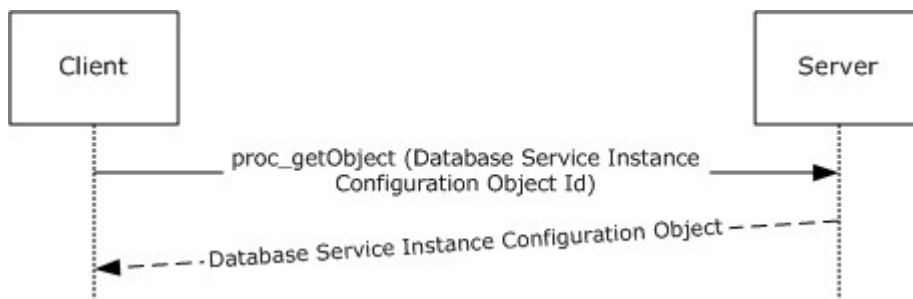 Client
Server
proc_getObject (Database Service Instance
Configuration Object Id)
Database Service Instance Configuration Object